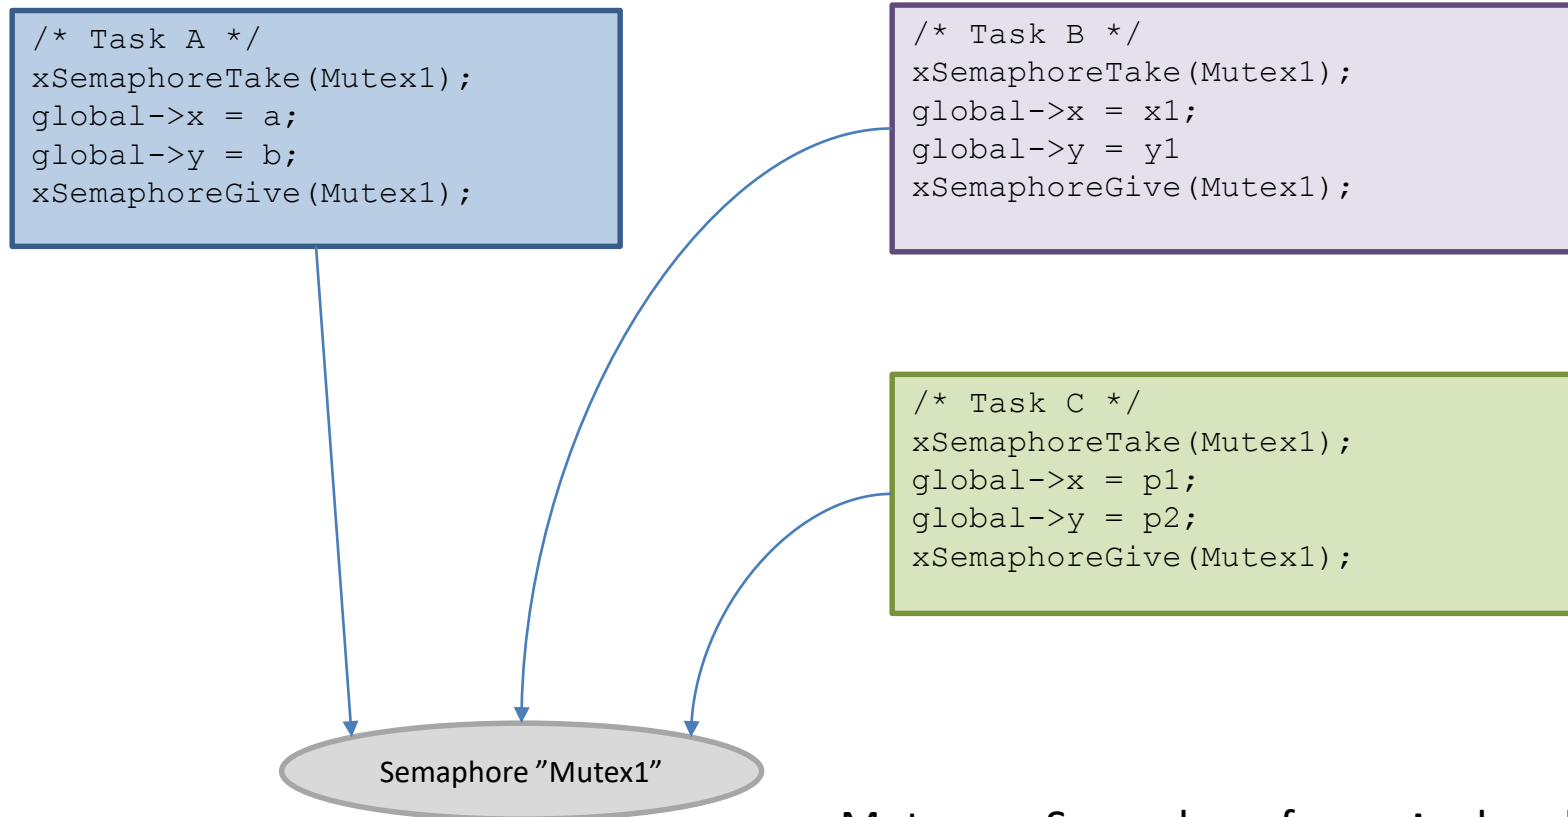 /* Task A */
xSemaphoreTake(Mutex1);
global->x = a;
global->y = b;
xSemaphoreGive(Mutex1);
/* Task B */
xSemaphoreTake(Mutex1);
global->x = x1;
global->y = y1
xSemaphoreGive(Mutex1);
/* Task C */
xSemaphoreTake(Mutex1);
global->x = p1;
global->y = p2;
xSemaphoreGive(Mutex1);
Semaphore ”Mutex1”